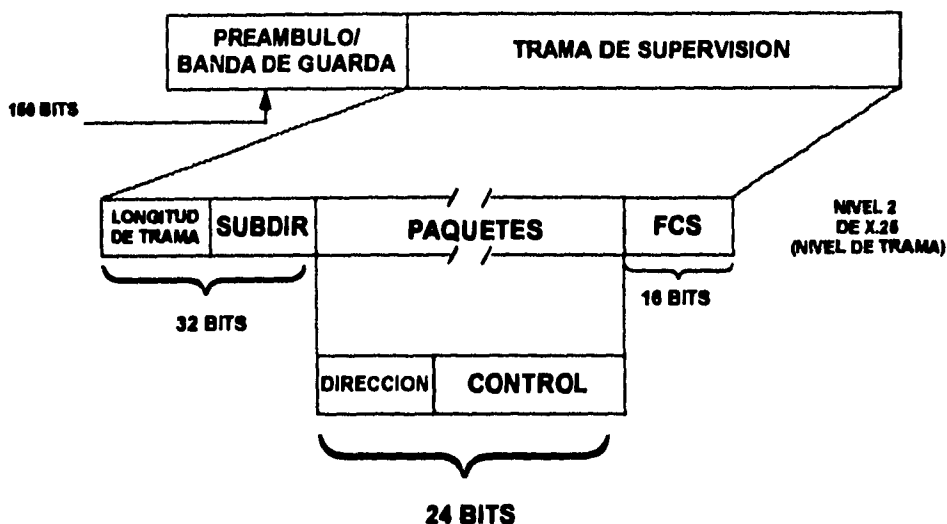 PREAMBULO/
BANDA DE GUARDA
TRAMA DE SUPERVISION
BITS
LONGITUD
DE TRAMA
SUBDIR
PAQUETES
FCS
NIVEL 2
DE X.25
(NIVEL DE TRAMA)
32 BITS
16 BITS
DIRECCION
CONTROL
24 BITS